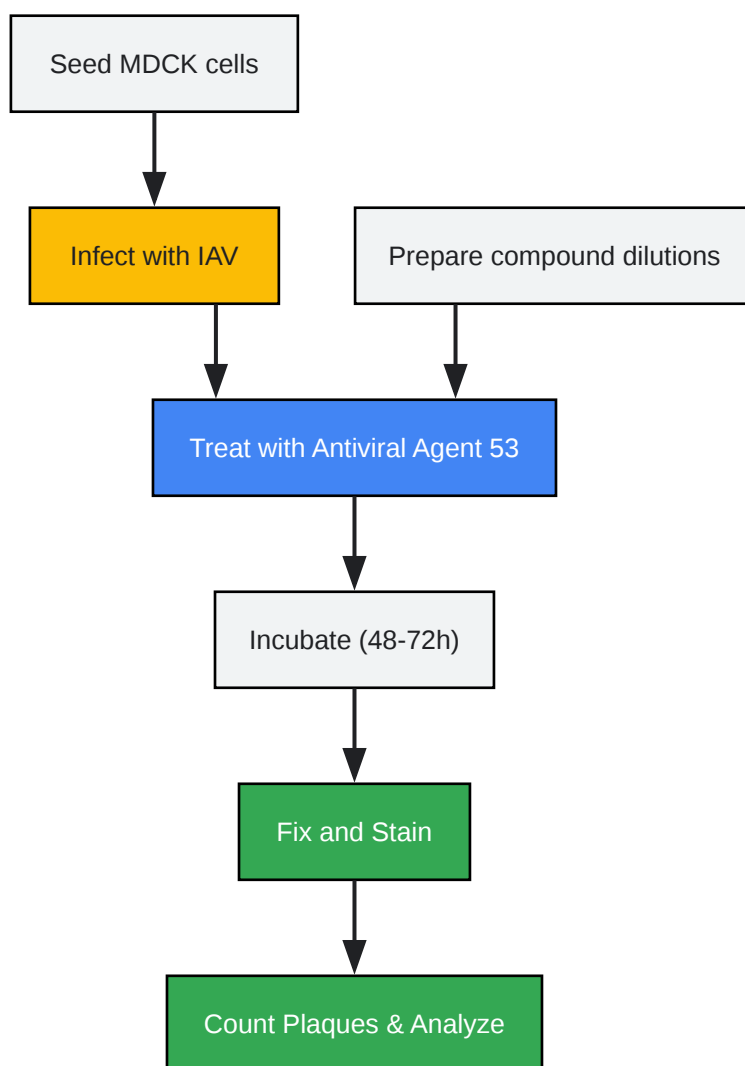 Seed MDCK cells
Infect with IAV
Prepare compound dilutions
Treat with Antiviral Agent 53
Incubate (48-72h)
Fix and Stain
Count Plaques & Analyze